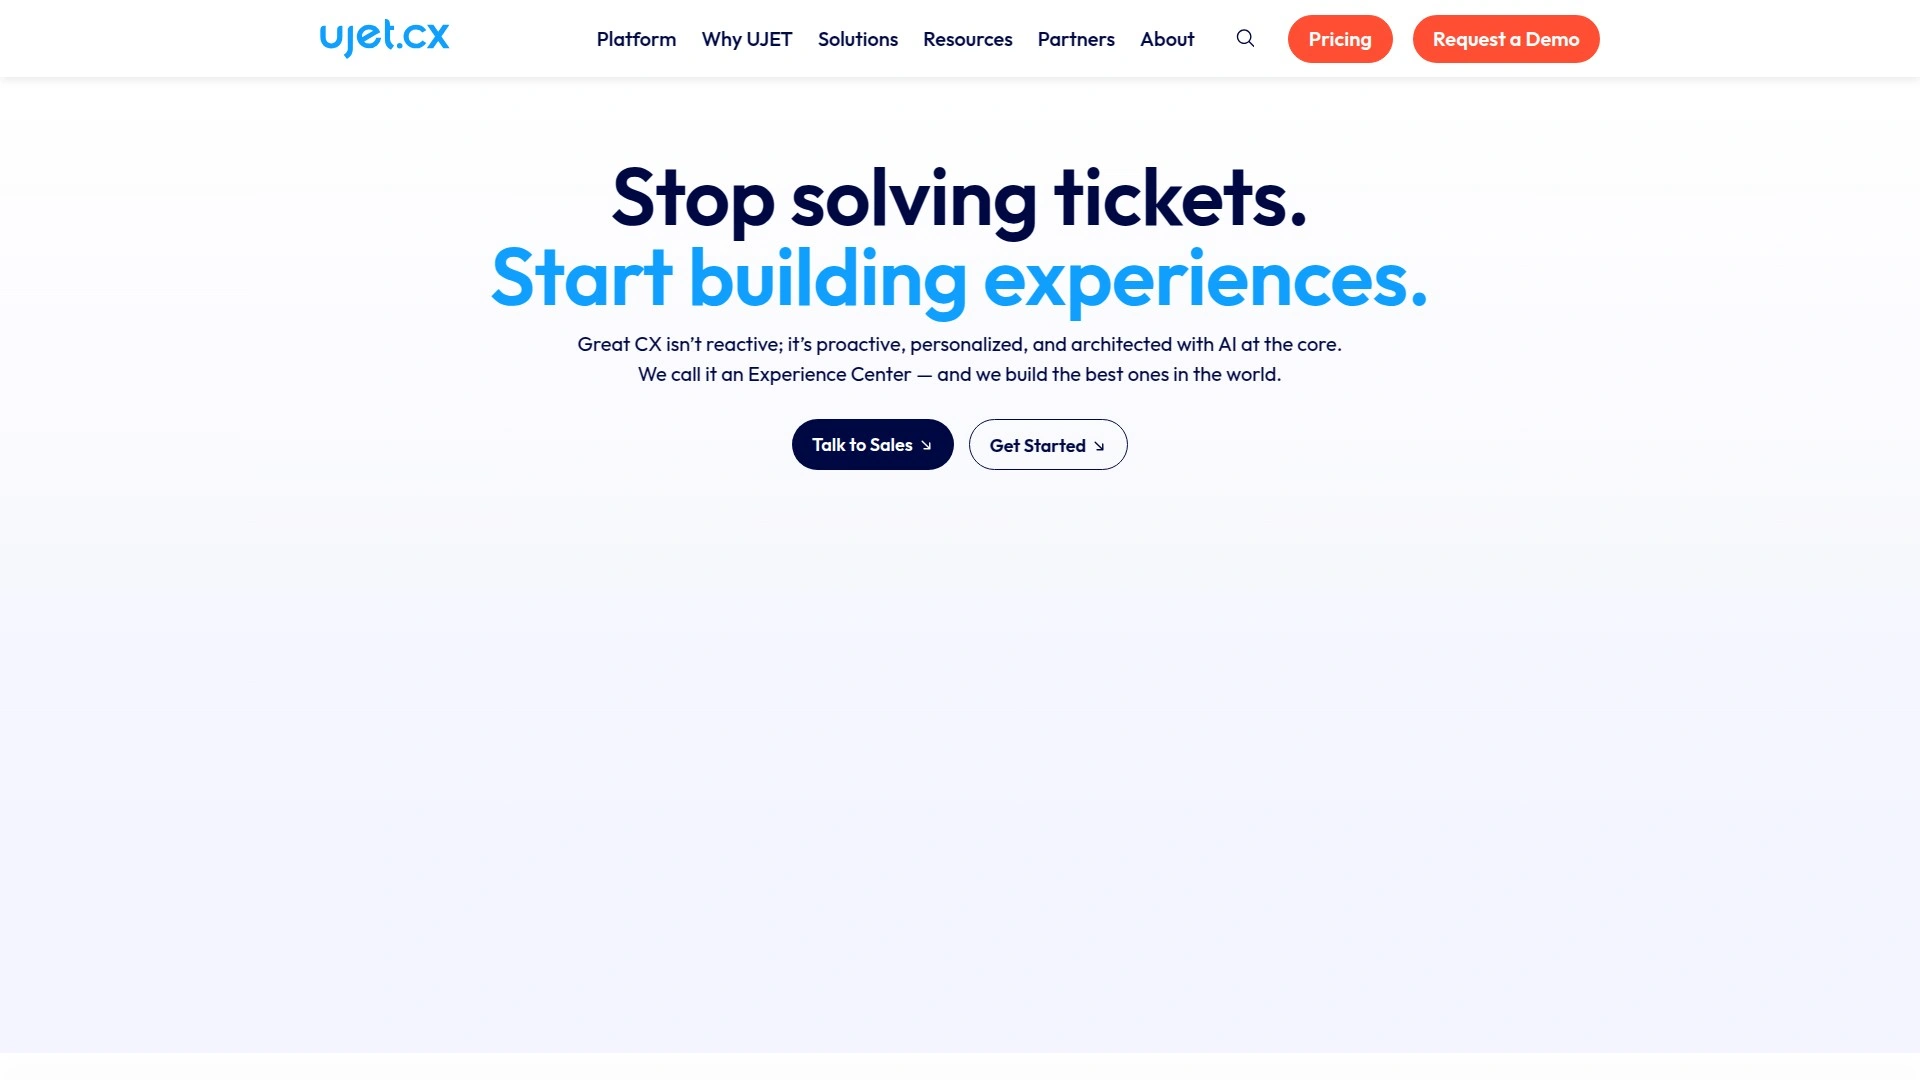 ujet.cx
Platform
Why UJET
Solutions
Resources
Partners
About
Pricing
Request a Demo
Stop solving tickets.
Start building experiences.
Great CX isn’t reactive; it’s proactive, personalized, and architected with AI at the core.
We call it an Experience Center — and we build the best ones in the world.
Talk to Sales
Get Started